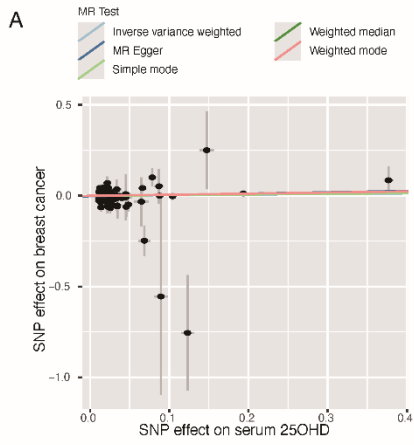 A
MR Test
Inverse variance weighted
Weighted median
MR Egger
Weighted mode
Simple mode
0.5
0.0
-0.5
-1.0
SNP effect on breast cancer
0.0
0.1
0.2
0.3
0.4
SNP effect on serum 25OHD